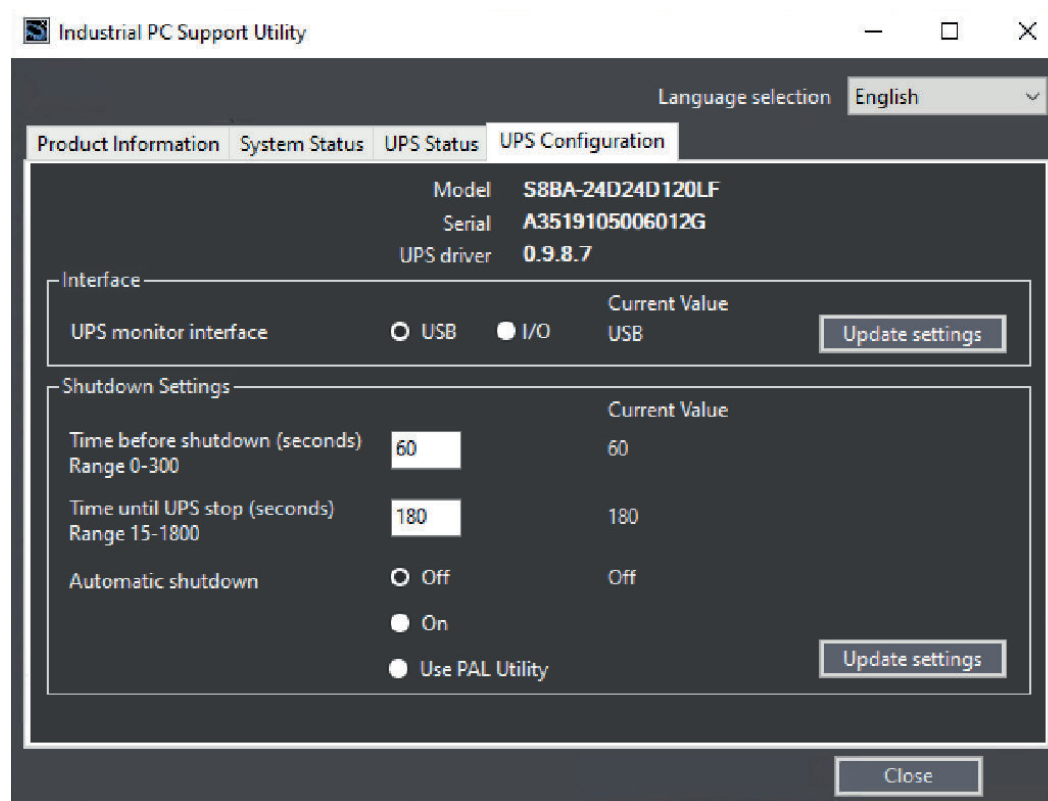 Industrial PC Support Utility
Language selection English
Product Information System Status UPS Status UPS Configuration
Model S8BA-24D24D120LF
Serial A3519105006012G
UPS driver 0.9.8.7
Interface
Current Value
UPS monitor interface USB I/O USB Update settings
Shutdown Settings
Current Value
Time before shutdown (seconds) 60 60
Range 0-300
Time until UPS stop (seconds) 180 180
Range 15-1800
Automatic shutdown Off Off
On
Use PAL Utility Update settings
Close